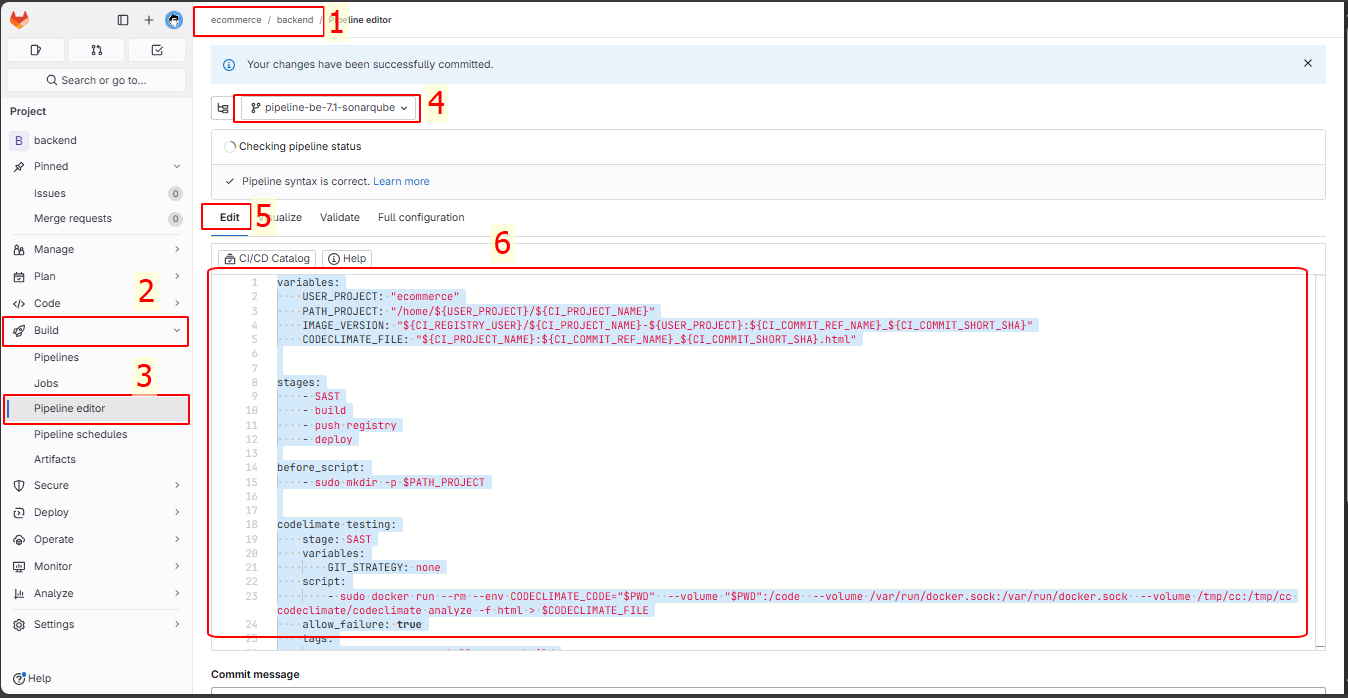 ecommerce / backend / Pipeline editor
1
Search or go to...
Project
B backend
Pinned
Issues 0
Merge requests 0
Manage
Plan
Code
2
Build
Pipelines
Jobs
3
Pipeline editor
Pipeline schedules
Artifacts
Secure
Deploy
Operate
Monitor
Analyze
Settings
Help
Your changes have been successfully committed.
pipeline-be-7.1-sonarqube
4
Checking pipeline status
Pipeline syntax is correct. Learn more
Edit 5 Visualize Validate Full configuration
6
CI/CD Catalog Help
1 variables:
2 ····USER_PROJECT: "ecommerce"
3 ····PATH_PROJECT: "/home/${USER_PROJECT}/${CI_PROJECT_NAME}"
4 ····IMAGE_VERSION: "${CI_REGISTRY_USER}/${CI_PROJECT_NAME}-${USER_PROJECT}:${CI_COMMIT_REF_NAME}_${CI_COMMIT_SHORT_SHA}"
5 ····CODECLIMATE_FILE: "${CI_PROJECT_NAME}:${CI_COMMIT_REF_NAME}_${CI_COMMIT_SHORT_SHA}.html"
6
7
8 stages:
9 ····- SAST
10 ····- build
11 ····- push registry
12 ····- deploy
13
14 before_script:
15 ····- sudo mkdir -p $PATH_PROJECT
16
17
18 codelimate testing:
19 ····stage: SAST
20 ····variables:
21 ········GIT_STRATEGY: none
22 ····script:
23 ········- sudo docker run --rm --env CODECLIMATE_CODE="$PWD" --volume "$PWD":/code --volume /var/run/docker.sock:/var/run/docker.sock --volume /tmp/cc:/tmp/cc
codeclimate/codeclimate analyze -f html > $CODECLIMATE_FILE
24 ····allow_failure: true
25 ····tags:
Commit message